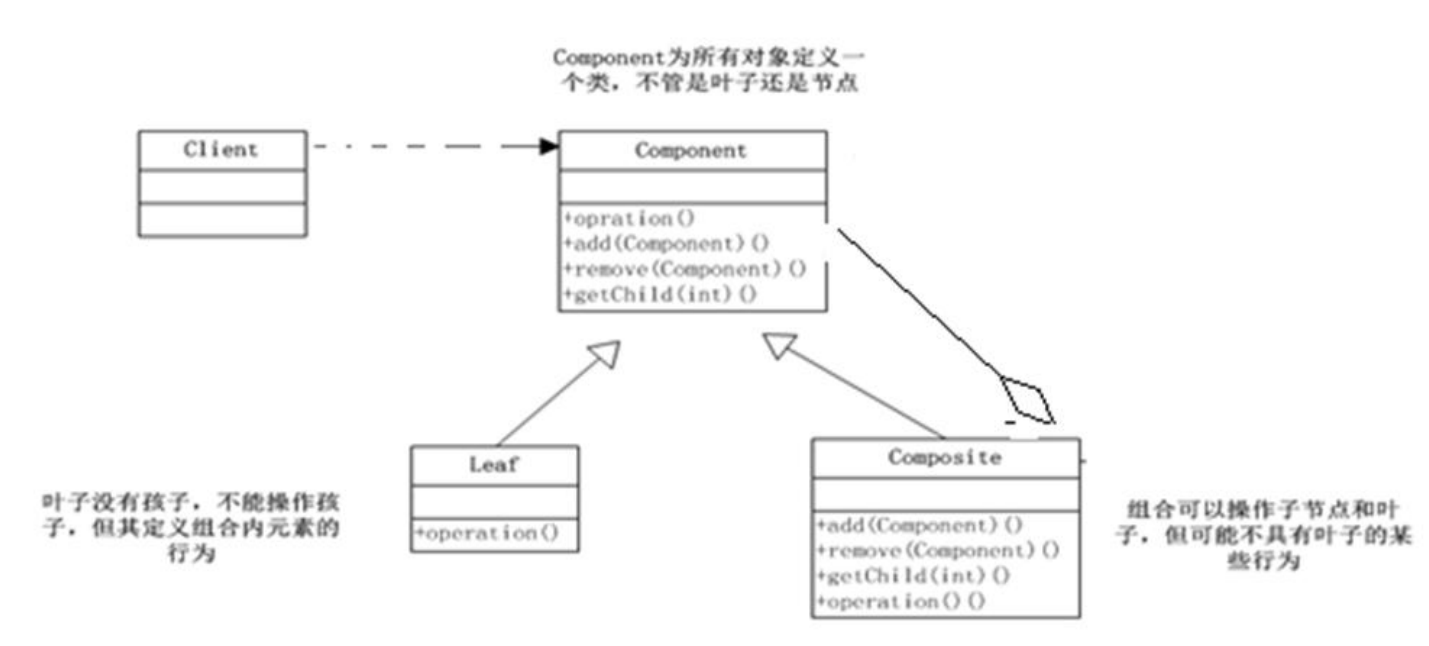 Component为所有对象定义一
个类，不管是叶子还是节点
Client
Component
+opration()
+add(Component)()
+remove(Component)()
+getChild(int)()
Leaf
+operation()
叶子没有孩子，不能操作孩
子，但其定义组合内元素的
行为
Composite
+add(Component)()
+remove(Component)()
+getChild(int)()
+operation()()
组合可以操作子节点和叶
子，但可能不具有叶子的某
些行为